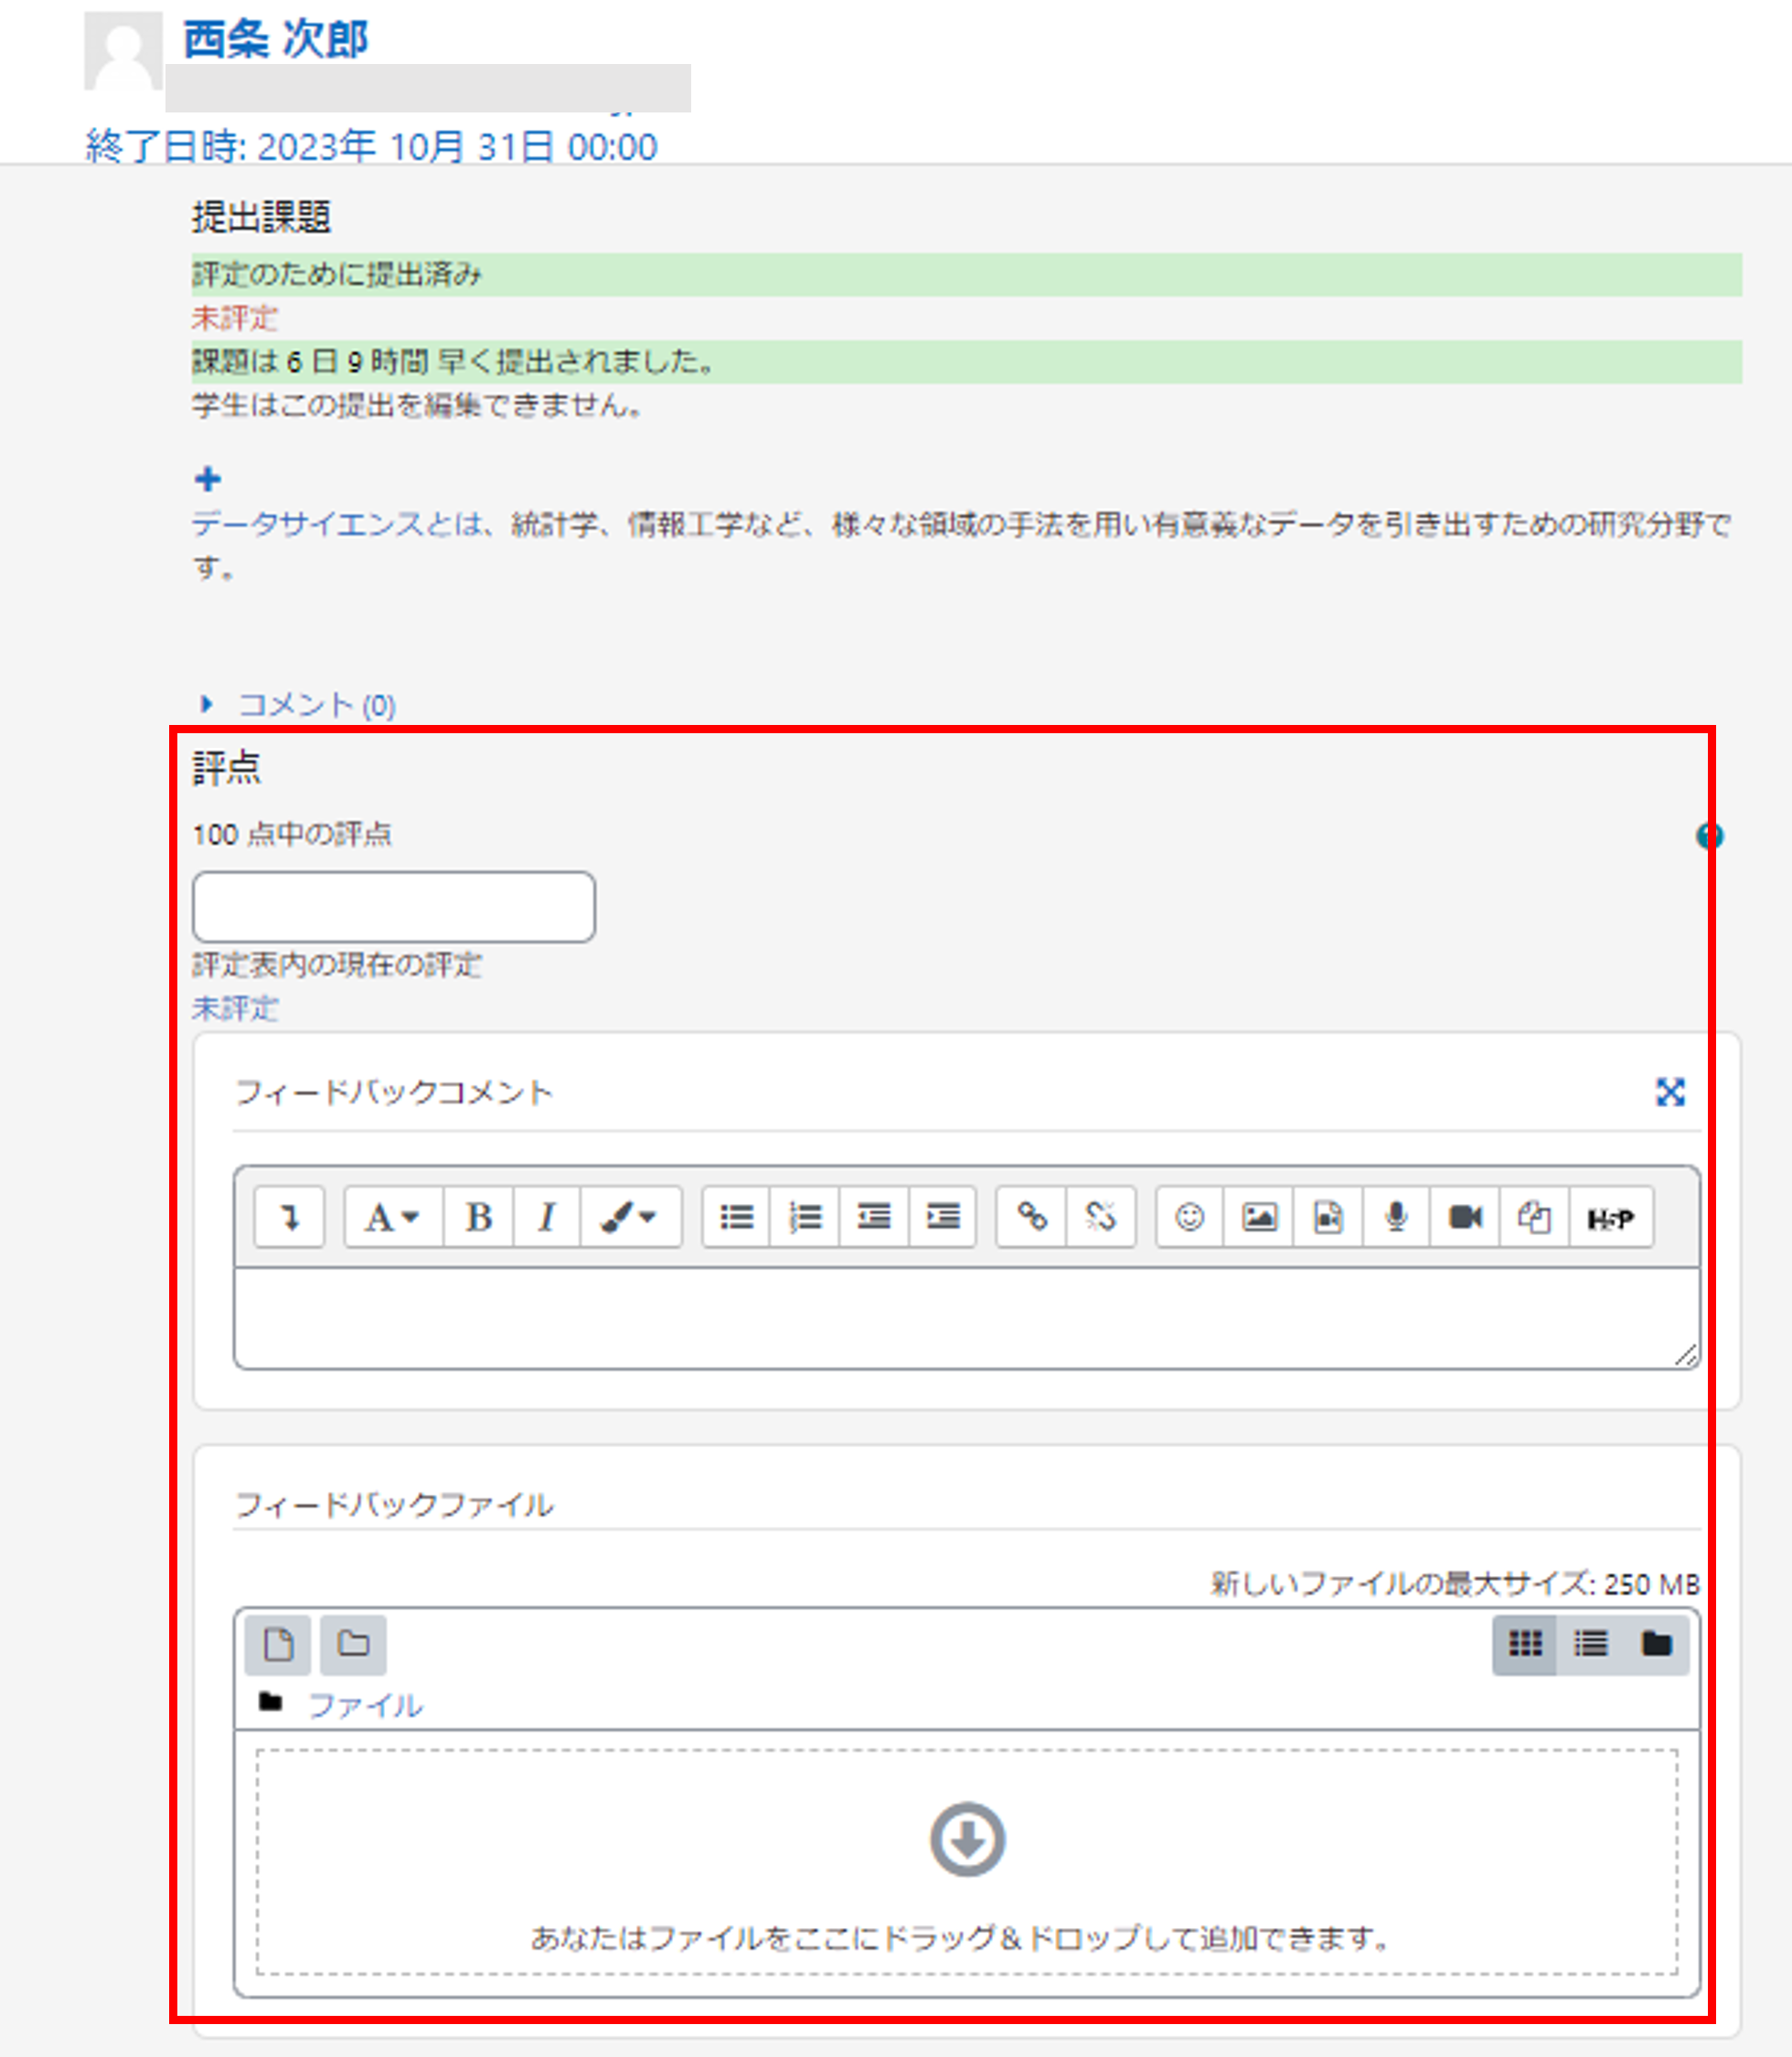 西条 次郎
終了日時: 2023年 10月 31日 00:00
提出課題
評定のために提出済み
未評定
課題は 6 日 9 時間 早く提出されました。
学生はこの提出を編集できません。
データサイエンスとは、統計学、情報工学など、様々な領域の手法を用い有意義なデータを引き出すための研究分野で
す。
コメント (0)
評点
100 点中の評点
評定表内の現在の評定
未評定
フィードバックコメント
A B I H5P
フィードバックファイル
新しいファイルの最大サイズ: 250 MB
ファイル
あなたはファイルをここにドラッグ＆ドロップして追加できます。